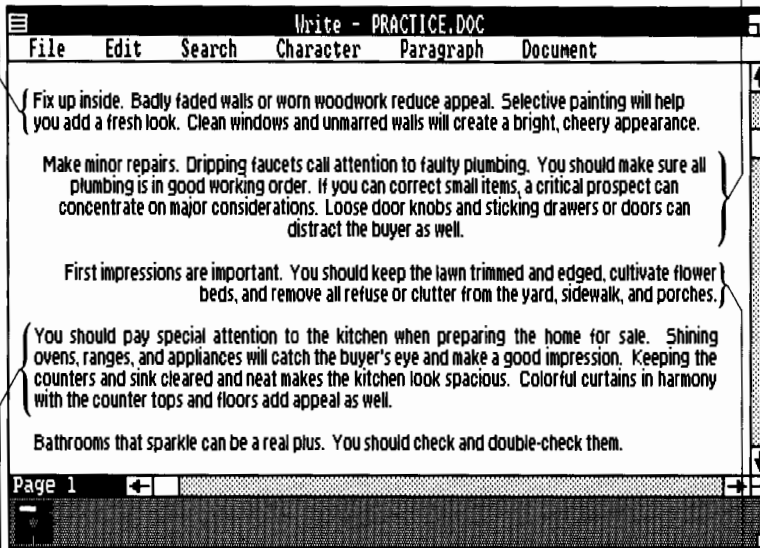 Write - PRACTICE.DOC
File Edit Search Character Paragraph Document
Fix up inside. Badly faded walls or worn woodwork reduce appeal. Selective painting will help
you add a fresh look. Clean windows and unmarred walls will create a bright, cheery appearance.
Make minor repairs. Dripping faucets call attention to faulty plumbing. You should make sure all
plumbing is in good working order. If you can correct small items, a critical prospect can
concentrate on major considerations. Loose door knobs and sticking drawers or doors can
distract the buyer as well.
First impressions are important. You should keep the lawn trimmed and edged, cultivate flower
beds, and remove all refuse or clutter from the yard, sidewalk, and porches.
You should pay special attention to the kitchen when preparing the home for sale. Shining
ovens, ranges, and appliances will catch the buyer's eye and make a good impression. Keeping the
counters and sink cleared and neat makes the kitchen look spacious. Colorful curtains in harmony
with the counter tops and floors add appeal as well.
Bathrooms that sparkle can be a real plus. You should check and double-check them.
Page 1